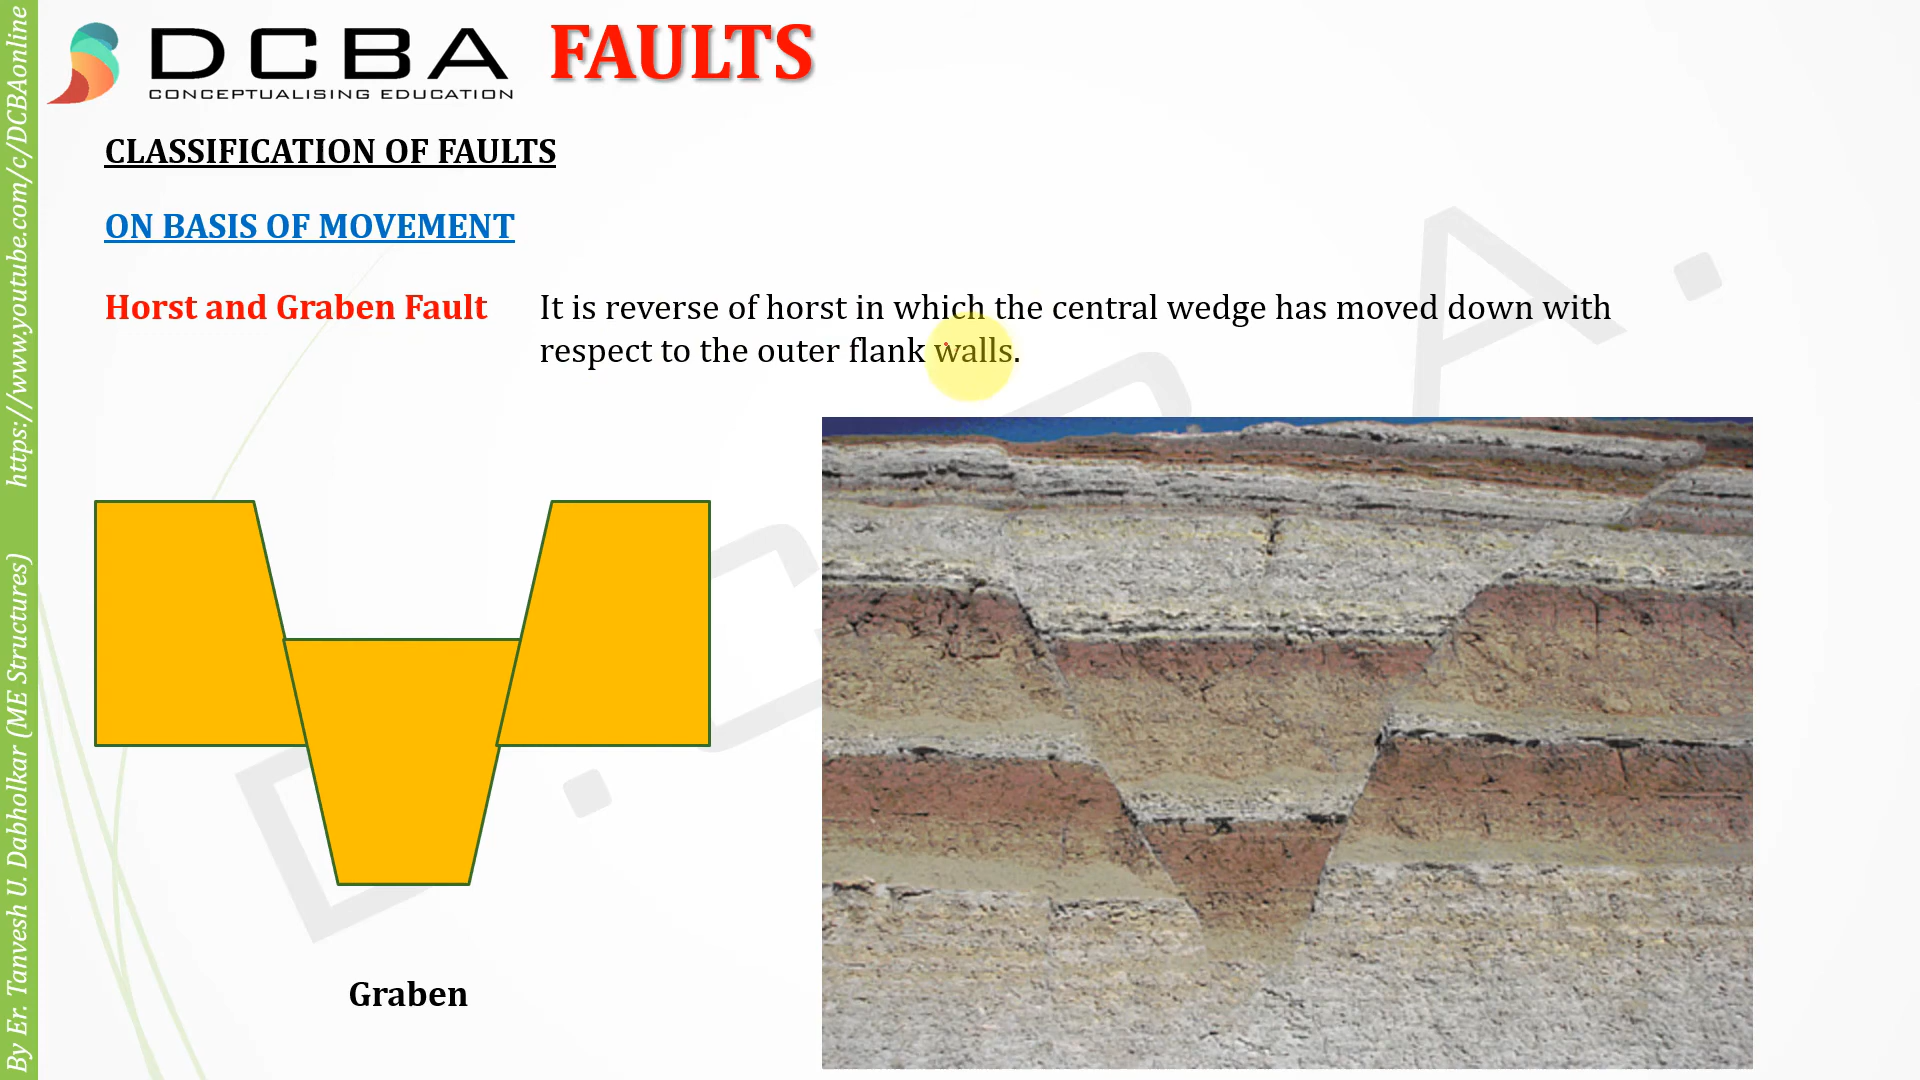 DCBA
CONCEPTUALISING EDUCATION
FAULTS
CLASSIFICATION OF FAULTS
ON BASIS OF MOVEMENT
Horst and Graben Fault
It is reverse of horst in which the central wedge has moved down with
respect to the outer flank walls.
Graben
By Er. Tanvesh U. Dabholkar (ME Structures) https://www.youtube.com/c/DCBAonline
D.C.B.A.